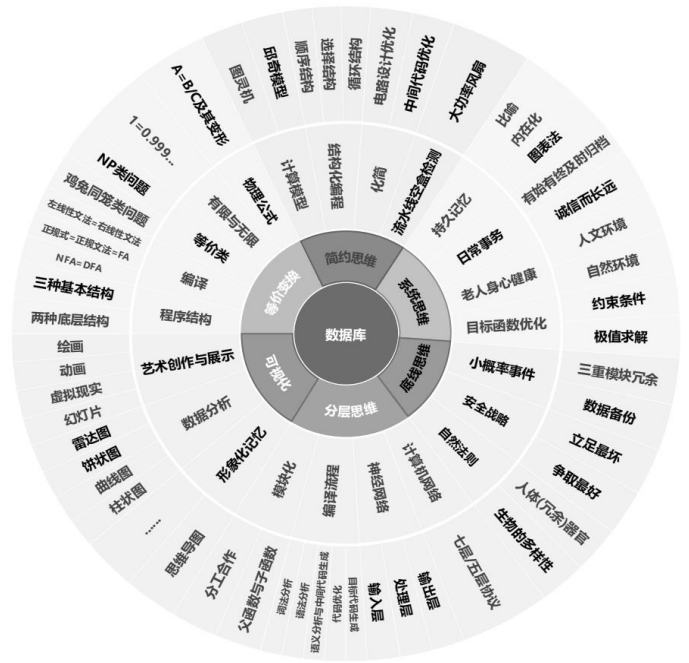 数据库
简约思维
系统思维
底线思维
分层思维
可视化
等价变换
计算模型
结构化编程
化简
流水线空盒检测
持久记忆
日常事务
老人身心健康
目标函数优化
小概率事件
安全战略
自然法则
计算机网络
神经网络
编译流程
模块化
形象化记忆
数据分析
艺术创作与展示
程序结构
编译
等价类
有限与无限
物理公式
图灵机
邱奇模型
顺序结构
选择结构
循环结构
电路设计优化
中间代码优化
大功率风扇
比喻
内在化
图表法
有始有终及时归档
诚信而长远
人文环境
自然环境
约束条件
极值求解
三重模块冗余
数据备份
立足最坏
争取最好
人体(冗余)器官
生物的多样性
七层/五层协议
输出层
处理层
输入层
目标代码生成
代码优化
语义分析与中间代码生成
语法分析
词法分析
父函数与子函数
分工合作
思维导图
……
柱状图
曲线图
饼状图
雷达图
幻灯片
虚拟现实
动画
绘画
两种底层结构
三种基本结构
NFA=DFA
正规式=正规文法=FA
左线性文法=右线性文法
鸡兔同笼类问题
NP类问题
1=0.999...
A=B/C及其变形